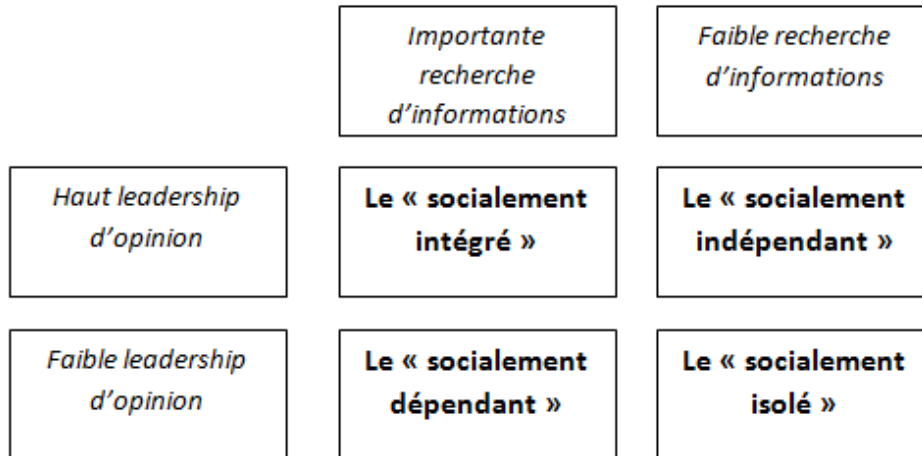 Importante
recherche
d'informations
Faible recherche
d'informations
Haut leadership
d'opinion
Le « socialement
intégré »
Le « socialement
indépendant »
Faible leadership
d'opinion
Le « socialement
dépendant »
Le « socialement
isolé »